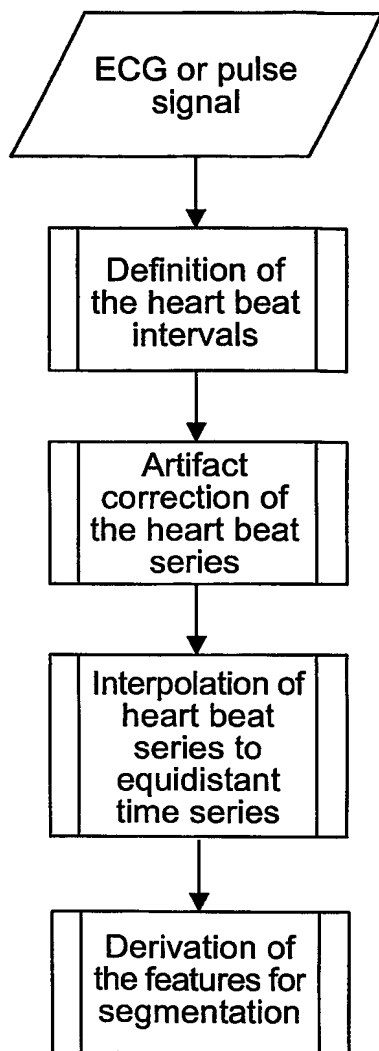 ECG or pulse
signal
Definition of
the heart beat
intervals
Artifact
correction of
the heart beat
series
Interpolation of
heart beat
series to
equidistant
time series
Derivation of
the features for
segmentation